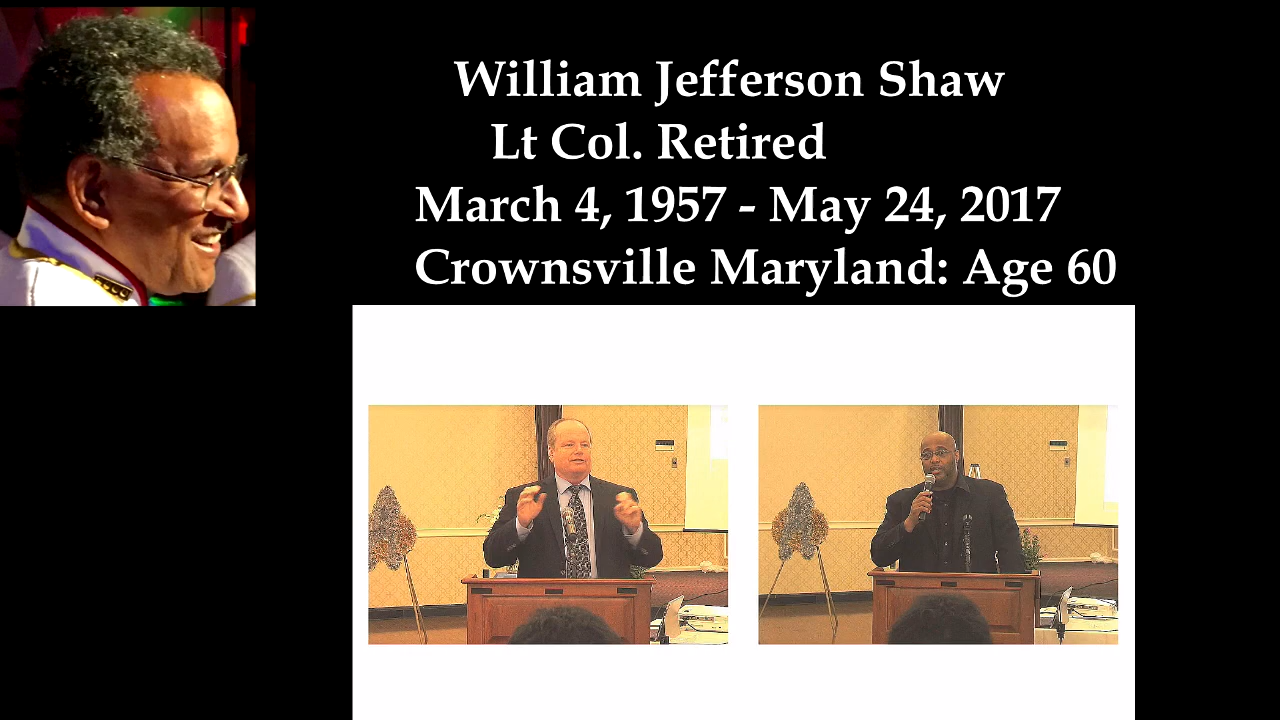 William Jefferson Shaw
Lt Col. Retired
March 4, 1957 - May 24, 2017
Crownsville Maryland: Age 60